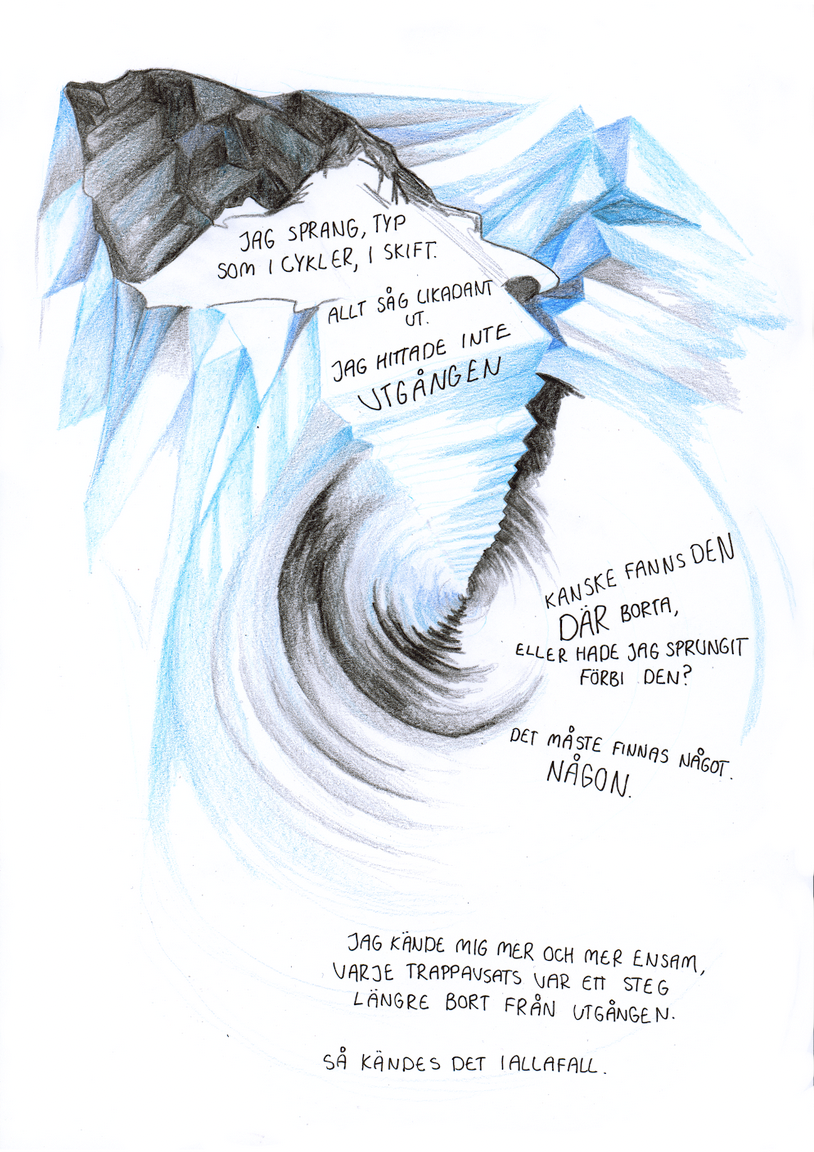 JAG SPRANG, TYP
SOM I CYKLER, I SKIFT.
ALLT SÅG LIKADANT
UT.
JAG HITTADE INTE
UTGÅNGEN
KANSKE FANNS DEN
DÄR BORTA,
ELLER HADE JAG SPRUNGIT
FÖRBI DEN?
DET MÅSTE FINNAS NÅGOT.
NÅGON.
JAG KÄNDE MIG MER OCH MER ENSAM,
VARJE TRAPPAVSATS VAR ETT STEG
LÄNGRE BORT FRÅN UTGÅNGEN.
SÅ KÄNDES DET IALLAFALL.